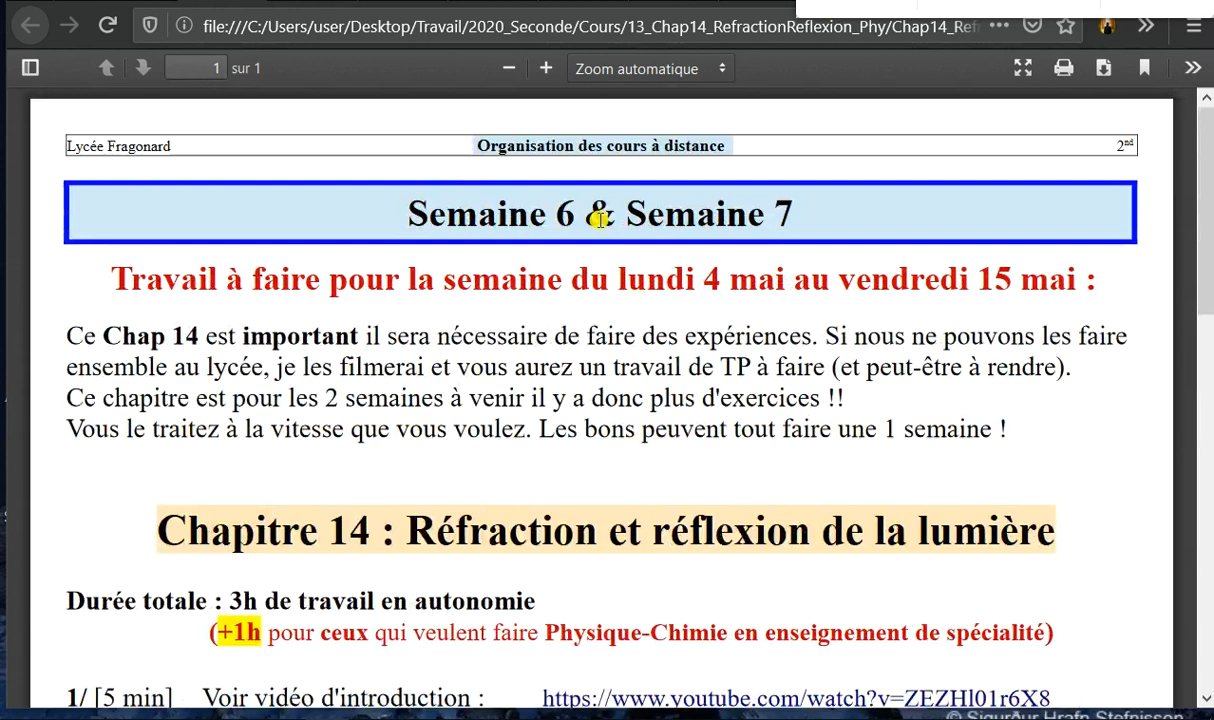 file:///C:/Users/user/Desktop/Travail/2020_Seconde/Cours/13_Chap14_RefractionReflexion_Phy/Chap14_Ref
1 sur 1
Zoom automatique
Lycée Fragonard Organisation des cours à distance 2nd
Semaine 6 & Semaine 7
Travail à faire pour la semaine du lundi 4 mai au vendredi 15 mai :
Ce Chap 14 est important il sera nécessaire de faire des expériences. Si nous ne pouvons les faire
ensemble au lycée, je les filmerai et vous aurez un travail de TP à faire (et peut-être à rendre).
Ce chapitre est pour les 2 semaines à venir il y a donc plus d'exercices !!
Vous le traitez à la vitesse que vous voulez. Les bons peuvent tout faire une 1 semaine !
Chapitre 14 : Réfraction et réflexion de la lumière
Durée totale : 3h de travail en autonomie
(+1h pour ceux qui veulent faire Physique-Chimie en enseignement de spécialité)
1/ [5 min] Voir vidéo d'introduction : https://www.youtube.com/watch?v=ZEZHl01r6X8
© Sigurður Hrafn Stefnisson